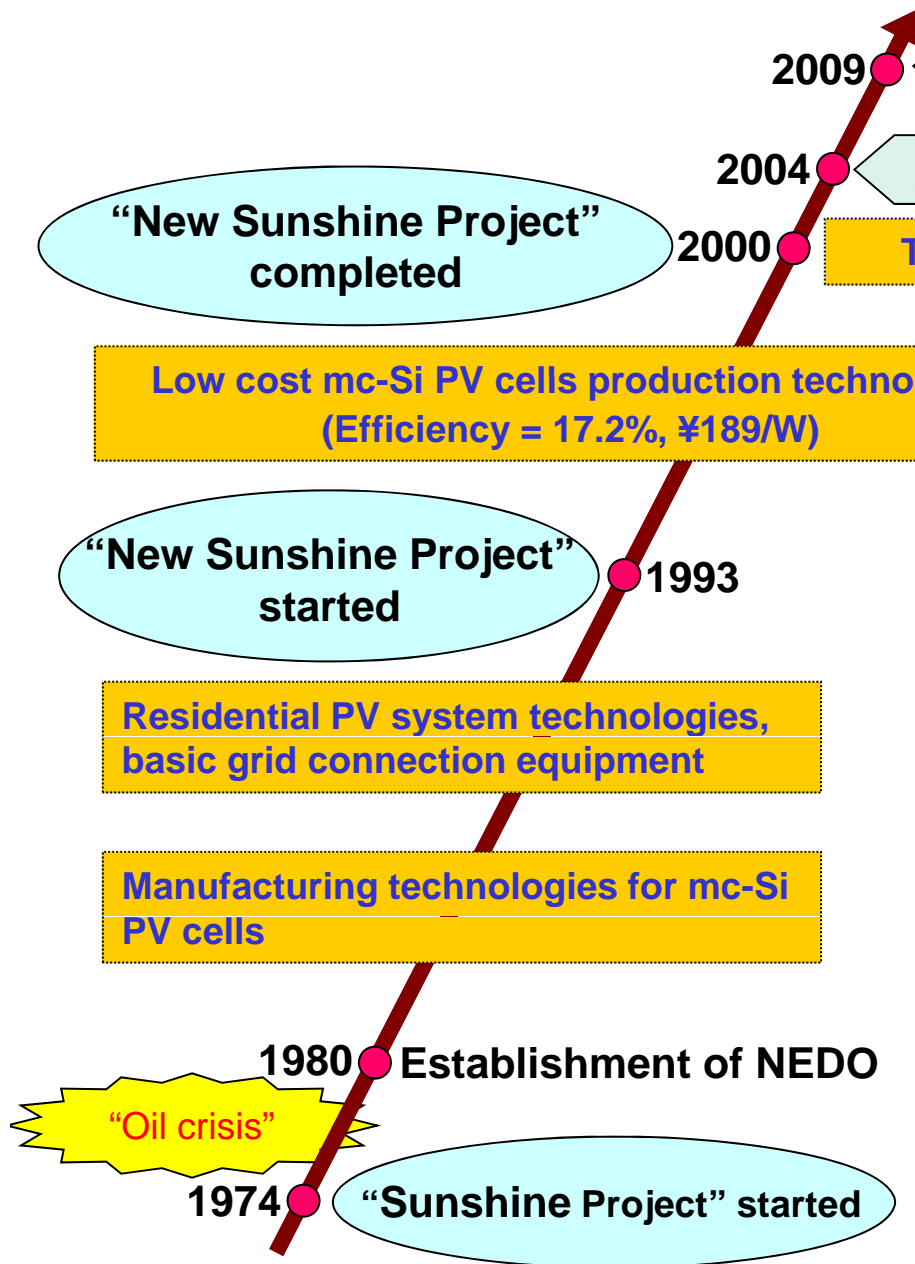 2009
2004
“New Sunshine Project”
completed
2000
Low cost mc-Si PV cells production
(Efficiency = 17.2%, ¥189/W)
“New Sunshine Project”
started
1993
Residential PV system technologies,
basic grid connection equipment
Manufacturing technologies for mc-Si
PV cells
1980
Establishment of NEDO
“Oil crisis”
1974
“Sunshine Project” started